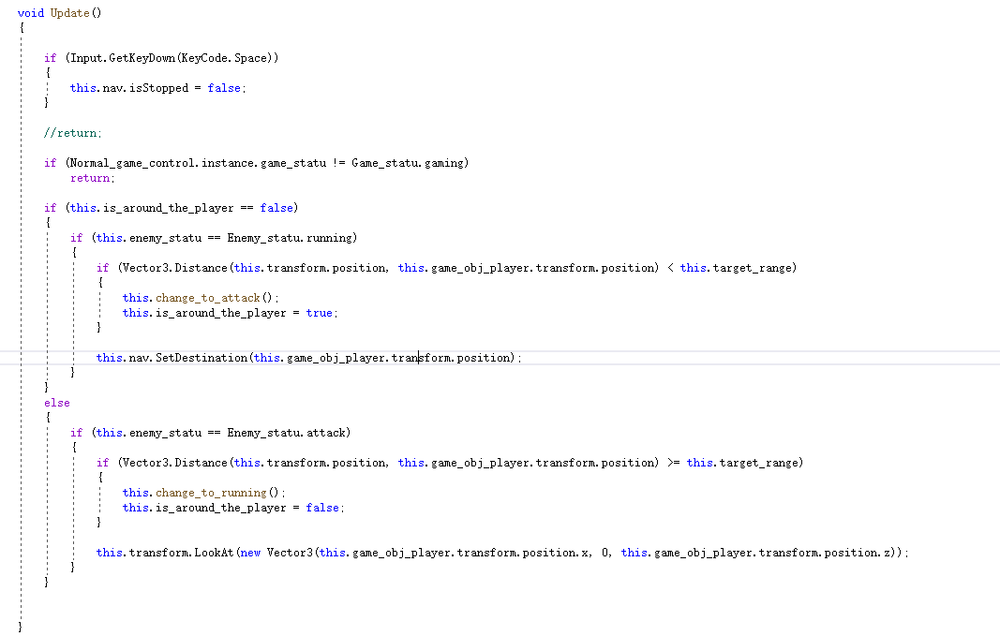 void Update()
{
if (Input.GetKeyDown(KeyCode.Space))
{
this.nav.isStopped = false;
}
//return;
if (Normal_game_control.instance.game_statu != Game_statu.gaming)
return;
if (this.is_around_the_player == false)
{
if (this.enemy_statu == Enemy_statu.running)
{
if (Vector3.Distance(this.transform.position, this.game_obj_player.transform.position) < this.target_range)
{
this.change_to_attack();
this.is_around_the_player = true;
}
this.nav.SetDestination(this.game_obj_player.transform.position);
}
}
else
{
if (this.enemy_statu == Enemy_statu.attack)
{
if (Vector3.Distance(this.transform.position, this.game_obj_player.transform.position) >= this.target_range)
{
this.change_to_running();
this.is_around_the_player = false;
}
this.transform.LookAt(new Vector3(this.game_obj_player.transform.position.x, 0, this.game_obj_player.transform.position.z));
}
}
}